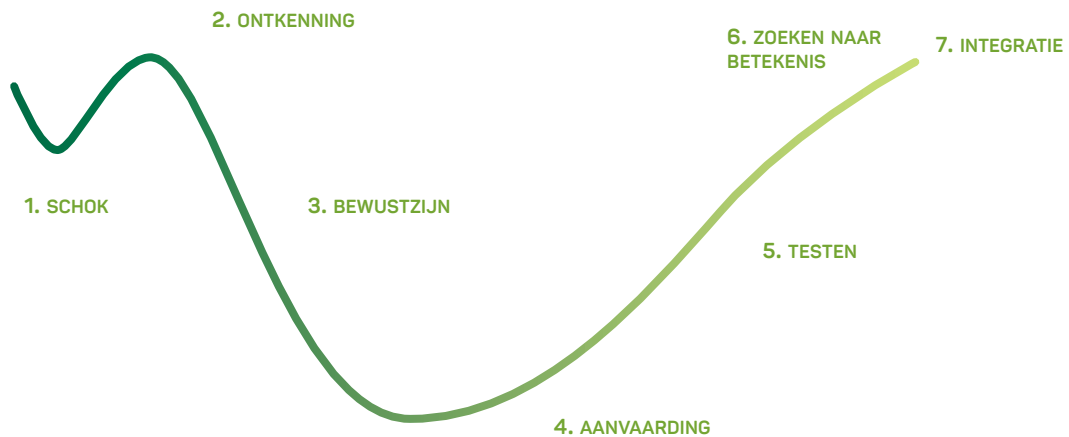 1. SCHOK
2. ONTKENNING
3. BEWUSTZIJN
4. AANVAARDING
5. TESTEN
6. ZOEKEN NAAR
BETEKENIS
7. INTEGRATIE